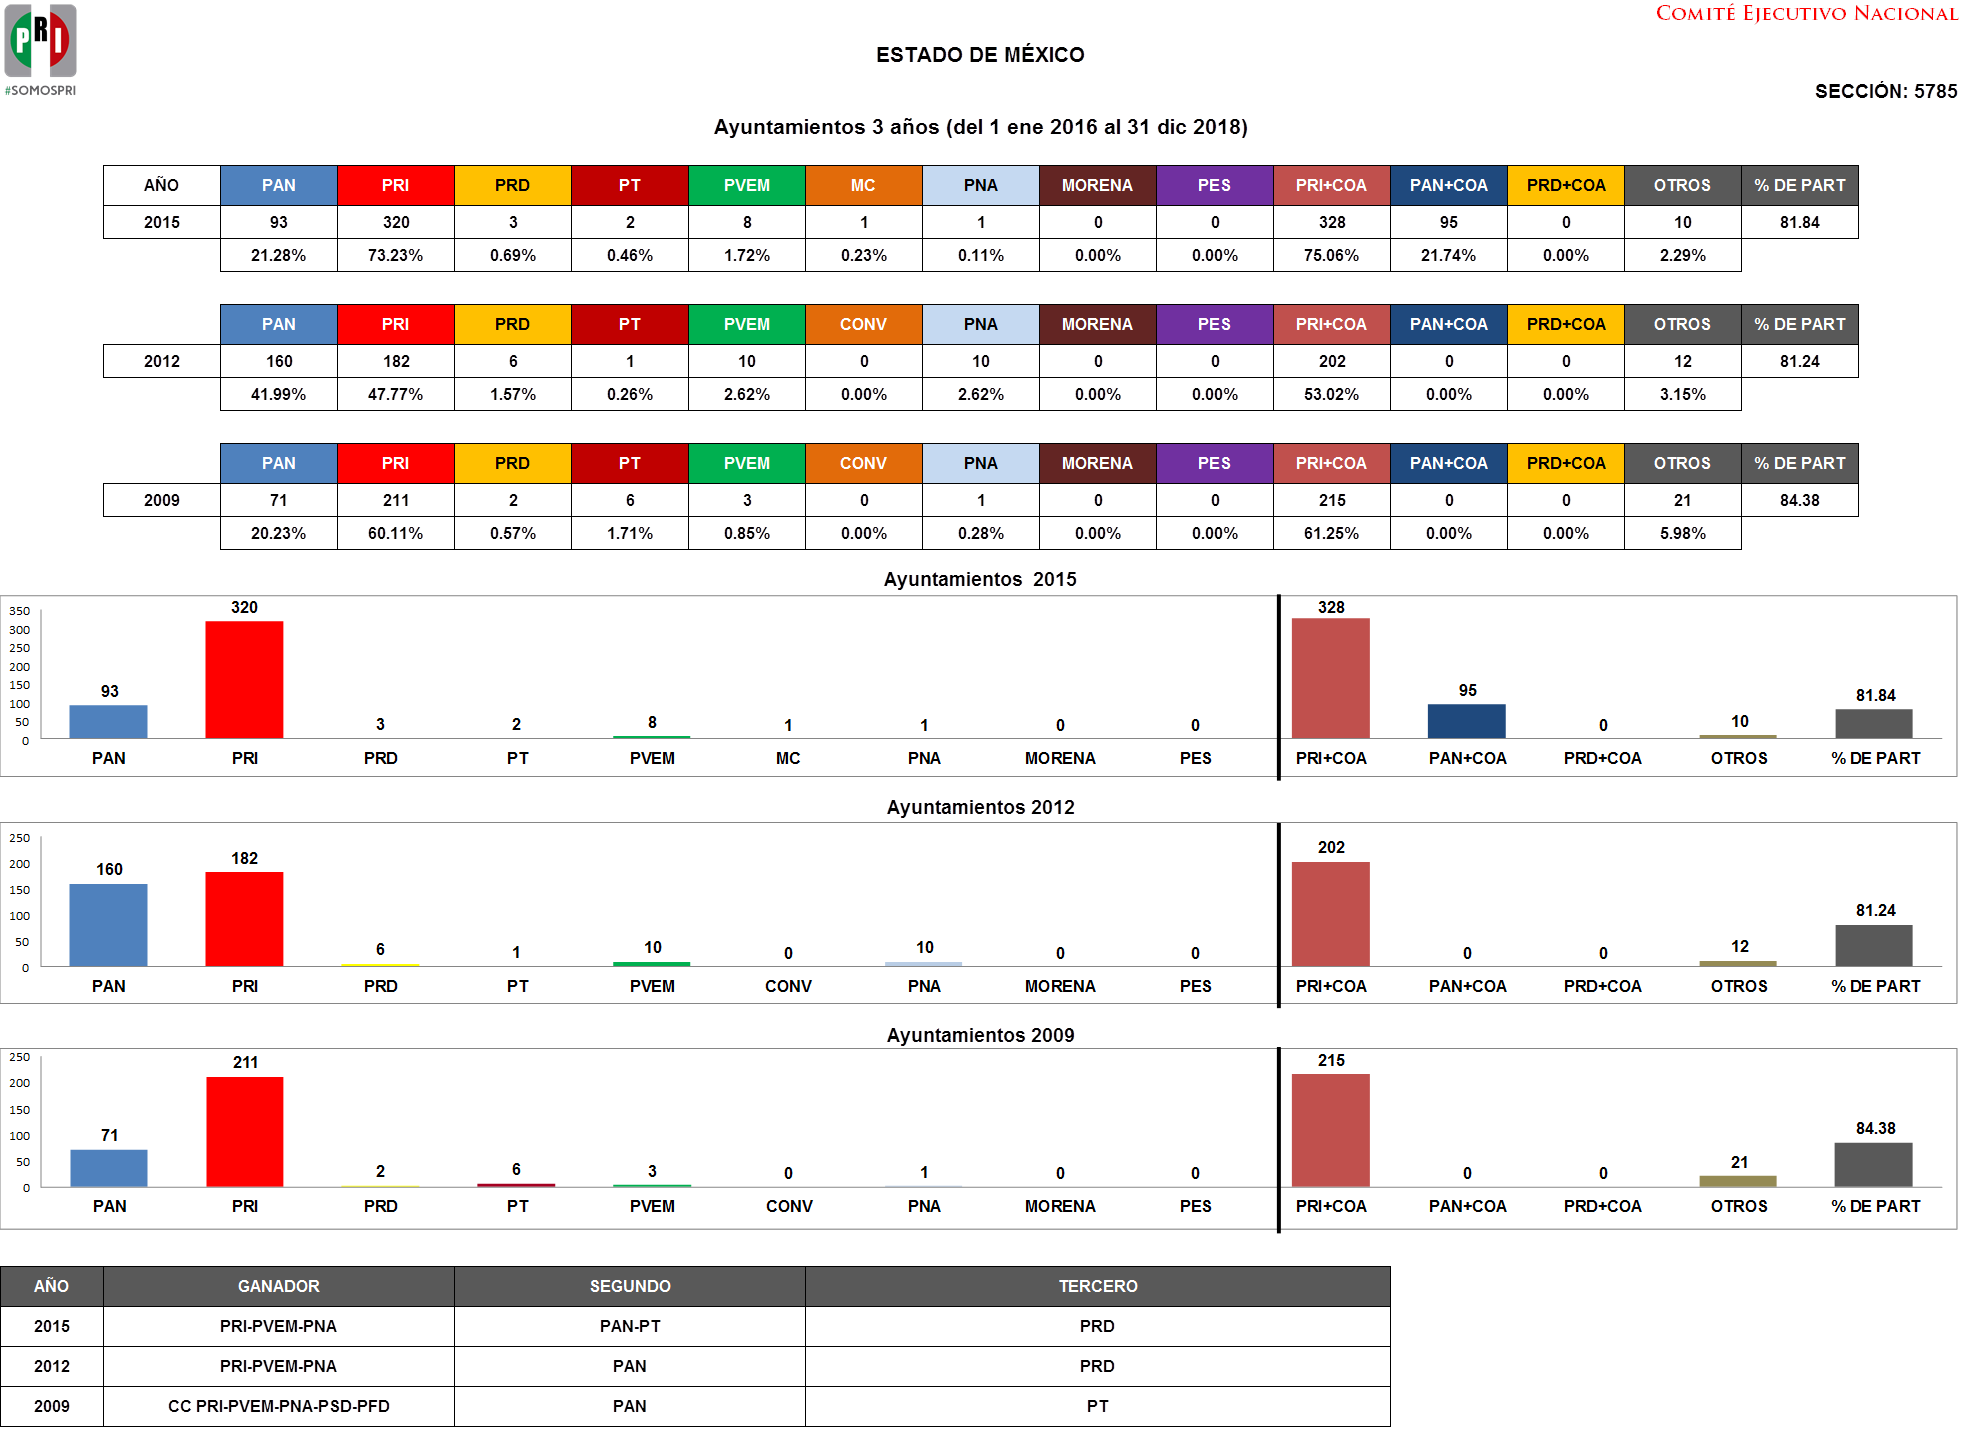 PRI
#SOMOSPRI
COMITÉ EJECUTIVO NACIONAL
ESTADO DE MÉXICO
SECCIÓN: 5785
Ayuntamientos 3 años (del 1 ene 2016 al 31 dic 2018)
AÑO PAN PRI PRD PT PVEM MC PNA MORENA PES PRI+COA PAN+COA PRD+COA OTROS % DE PART
2015 93 320 3 2 8 1 1 0 0 328 95 0 10 81.84
21.28% 73.23% 0.69% 0.46% 1.72% 0.23% 0.11% 0.00% 0.00% 75.06% 21.74% 0.00% 2.29%
PAN PRI PRD PT PVEM CONV PNA MORENA PES PRI+COA PAN+COA PRD+COA OTROS % DE PART
2012 160 182 6 1 10 0 10 0 0 202 0 0 12 81.24
41.99% 47.77% 1.57% 0.26% 2.62% 0.00% 2.62% 0.00% 0.00% 53.02% 0.00% 0.00% 3.15%
PAN PRI PRD PT PVEM CONV PNA MORENA PES PRI+COA PAN+COA PRD+COA OTROS % DE PART
2009 71 211 2 6 3 0 1 0 0 215 0 0 21 84.38
20.23% 60.11% 0.57% 1.71% 0.85% 0.00% 0.28% 0.00% 0.00% 61.25% 0.00% 0.00% 5.98%
Ayuntamientos 2015
350
300
250
200
150
100
50
0
93 320 3 2 8 1 1 0 0 328 95 0 10 81.84
PAN PRI PRD PT PVEM MC PNA MORENA PES PRI+COA PAN+COA PRD+COA OTROS % DE PART
Ayuntamientos 2012
250
200
150
100
50
0
160 182 6 1 10 0 10 0 0 202 0 0 12 81.24
PAN PRI PRD PT PVEM CONV PNA MORENA PES PRI+COA PAN+COA PRD+COA OTROS % DE PART
Ayuntamientos 2009
250
200
150
100
50
0
71 211 2 6 3 0 1 0 0 215 0 0 21 84.38
PAN PRI PRD PT PVEM CONV PNA MORENA PES PRI+COA PAN+COA PRD+COA OTROS % DE PART
AÑO GANADOR SEGUNDO TERCERO
2015 PRI-PVEM-PNA PAN-PT PRD
2012 PRI-PVEM-PNA PAN PRD
2009 CC PRI-PVEM-PNA-PSD-PFD PAN PT